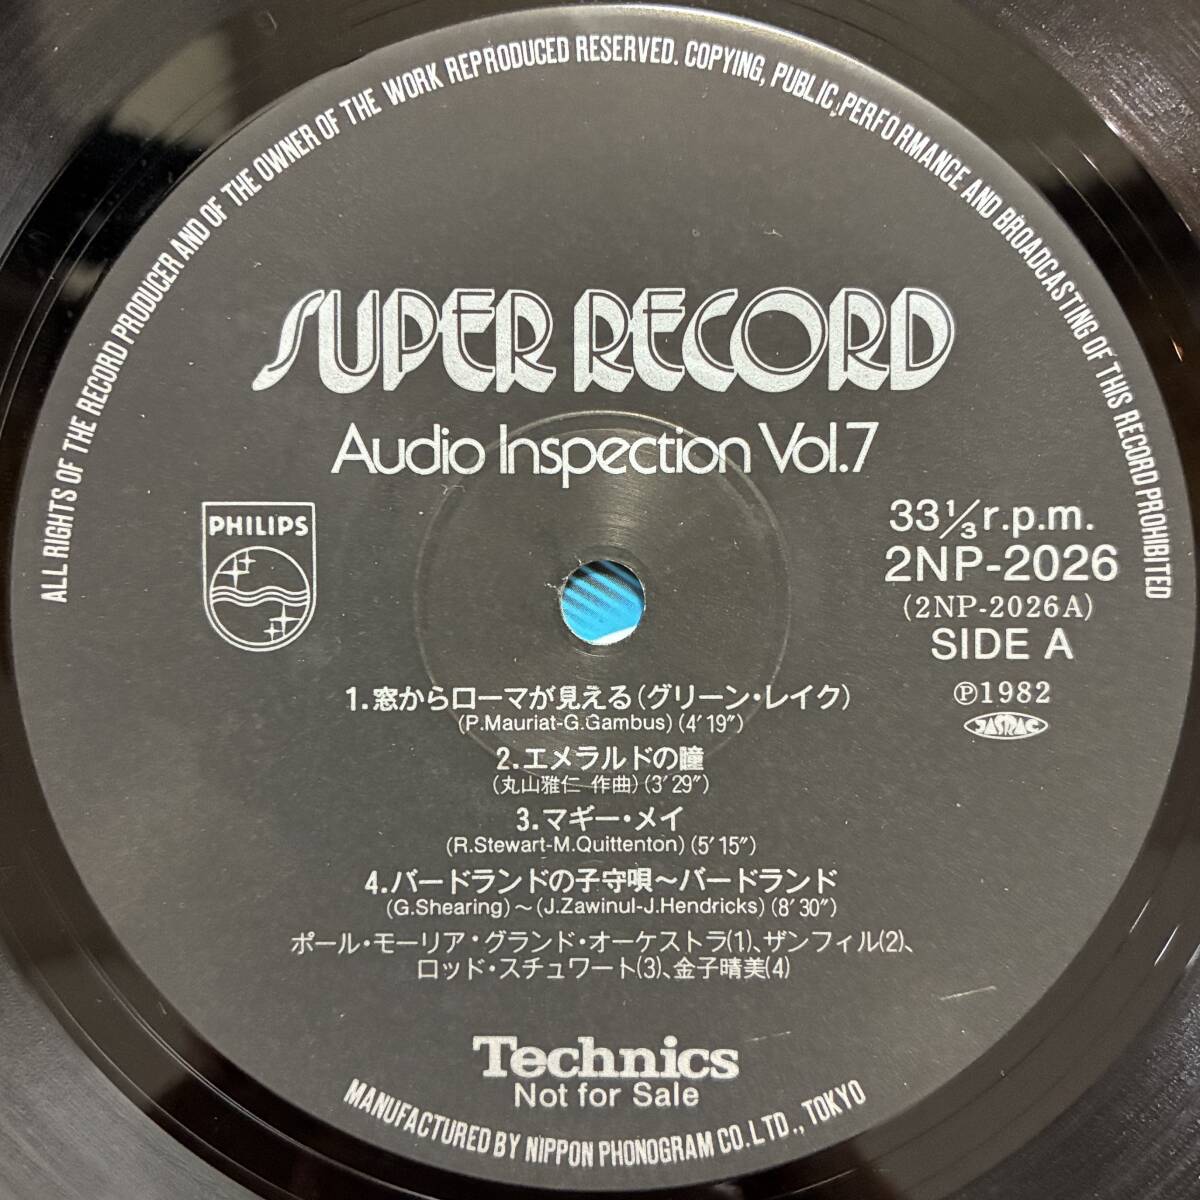 ALL RIGHTS OF THE RECORD PRODUCER AND OF THE OWNER OF THE WORK REPRODUCED RESERVED. COPYING, PUBLIC PERFORMANCE AND BROADCASTING OF THIS RECORD PROHIBITED
SUPER RECORD
Audio Inspection Vol.7
PHILIPS
33⅓ r.p.m.
2NP-2026
(2NP-2026A)
SIDE A
Ⓟ1982
JASRAC
1.窓からローマが見える(グリーン・レイク)
(P.Mauriat-G.Gambus)(4′19″)
2.エメラルドの瞳
(丸山雅仁 作曲)(3′29″)
3.マギー・メイ
(R.Stewart-M.Quittenton)(5′15″)
4.バードランドの子守唄〜バードランド
(G.Shearing)〜(J.Zawinul-J.Hendricks)(8′30″)
ポール・モーリア・グランド・オーケストラ(1)、ザンフィル(2)、
ロッド・スチュワート(3)、金子晴美(4)
Technics
Not for Sale
MANUFACTURED BY NIPPON PHONOGRAM CO. LTD., TOKYO